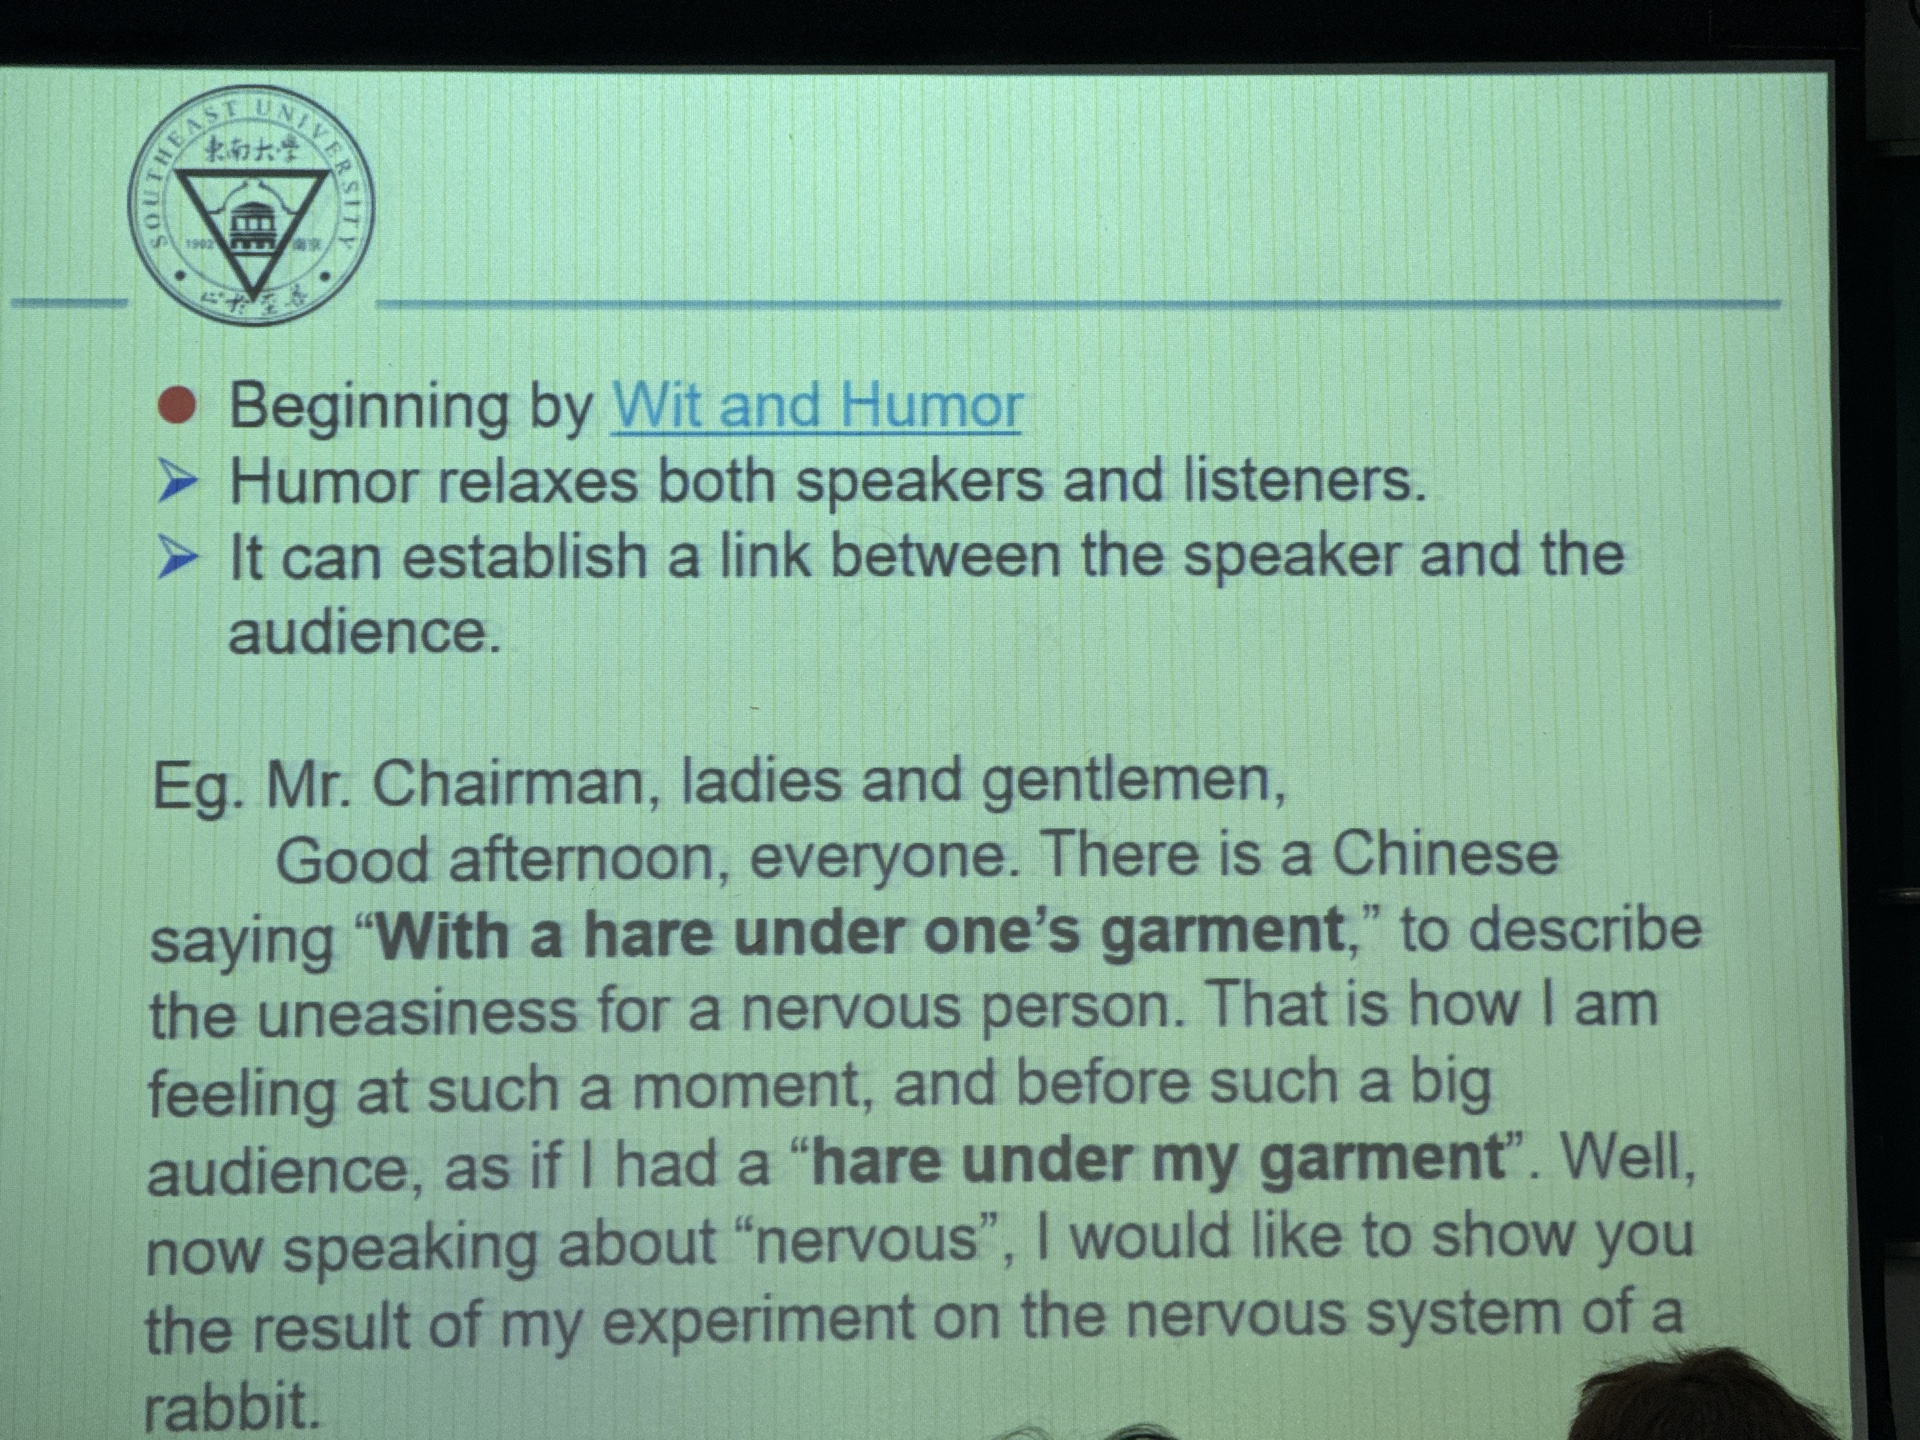 SOUTHEAST UNIVERSITY
東南大學
1902 南京
Beginning by Wit and Humor
Humor relaxes both speakers and listeners.
It can establish a link between the speaker and the
audience.
Eg. Mr. Chairman, ladies and gentlemen,
Good afternoon, everyone. There is a Chinese
saying “With a hare under one’s garment,” to describe
the uneasiness for a nervous person. That is how I am
feeling at such a moment, and before such a big
audience, as if I had a “hare under my garment”. Well,
now speaking about “nervous”, I would like to show you
the result of my experiment on the nervous system of a
rabbit.